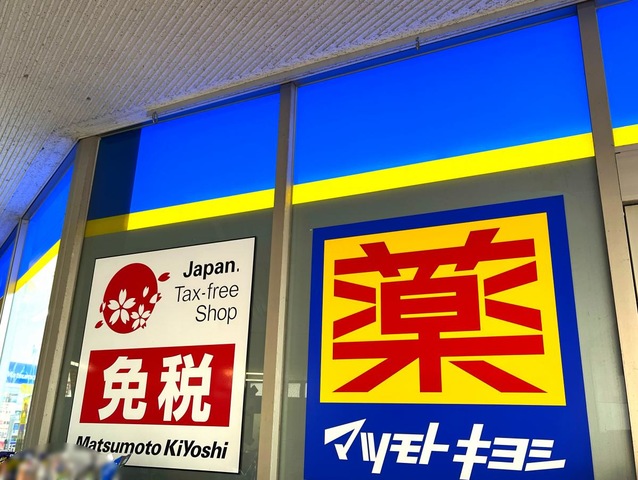 Japan.
Tax-free
Shop
免税
Matsumoto KiYoshi
薬
マツモト キヨシ